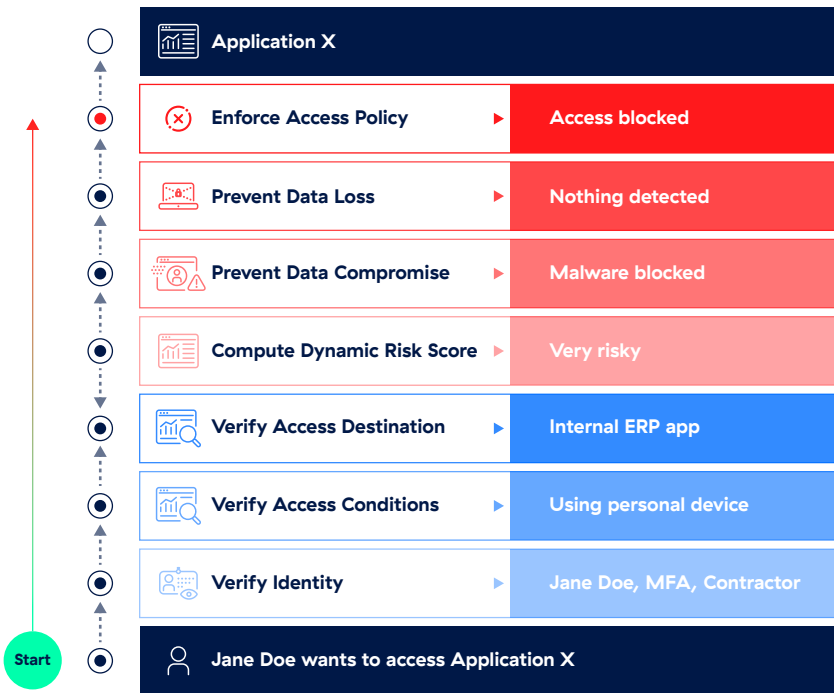 Application X
Enforce Access Policy
Access blocked
Prevent Data Loss
Nothing detected
Prevent Data Compromise
Malware blocked
Compute Dynamic Risk Score
Very risky
Verify Access Destination
Internal ERP app
Verify Access Conditions
Using personal device
Verify Identity
Jane Doe, MFA, Contractor
Start
Jane Doe wants to access Application X